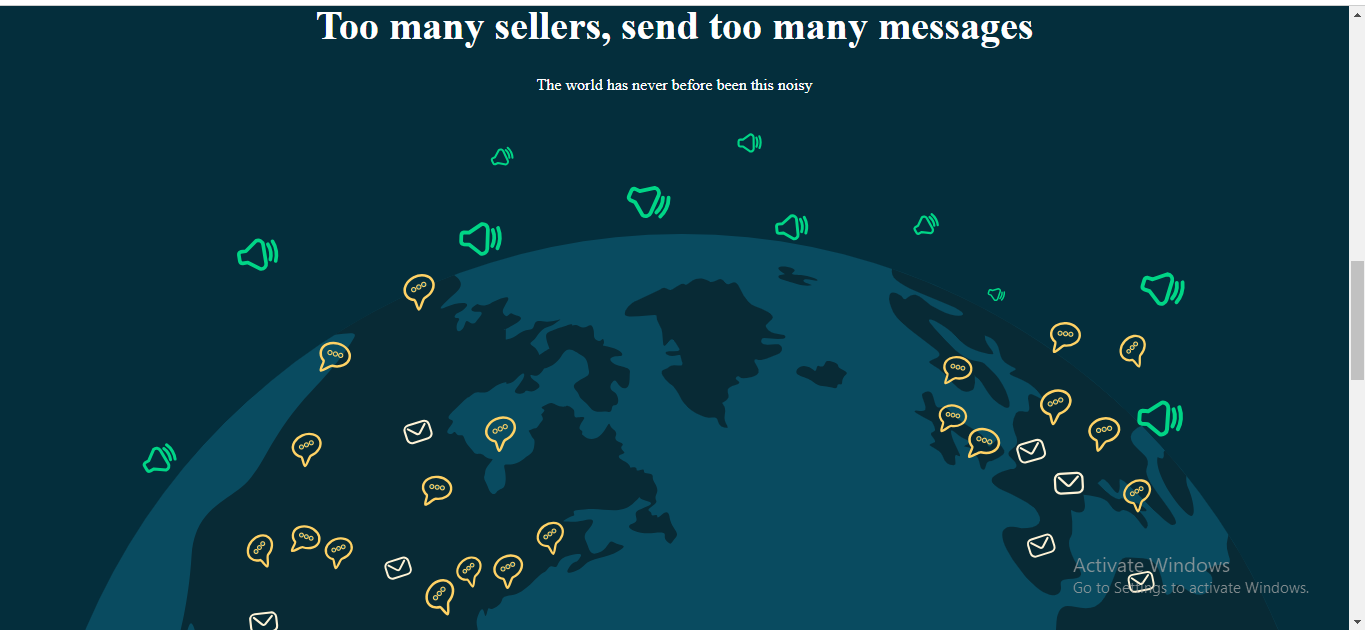 Too many sellers, send too many messages
The world has never before been this noisy
Activate Windows
Go to Settings to activate Windows.